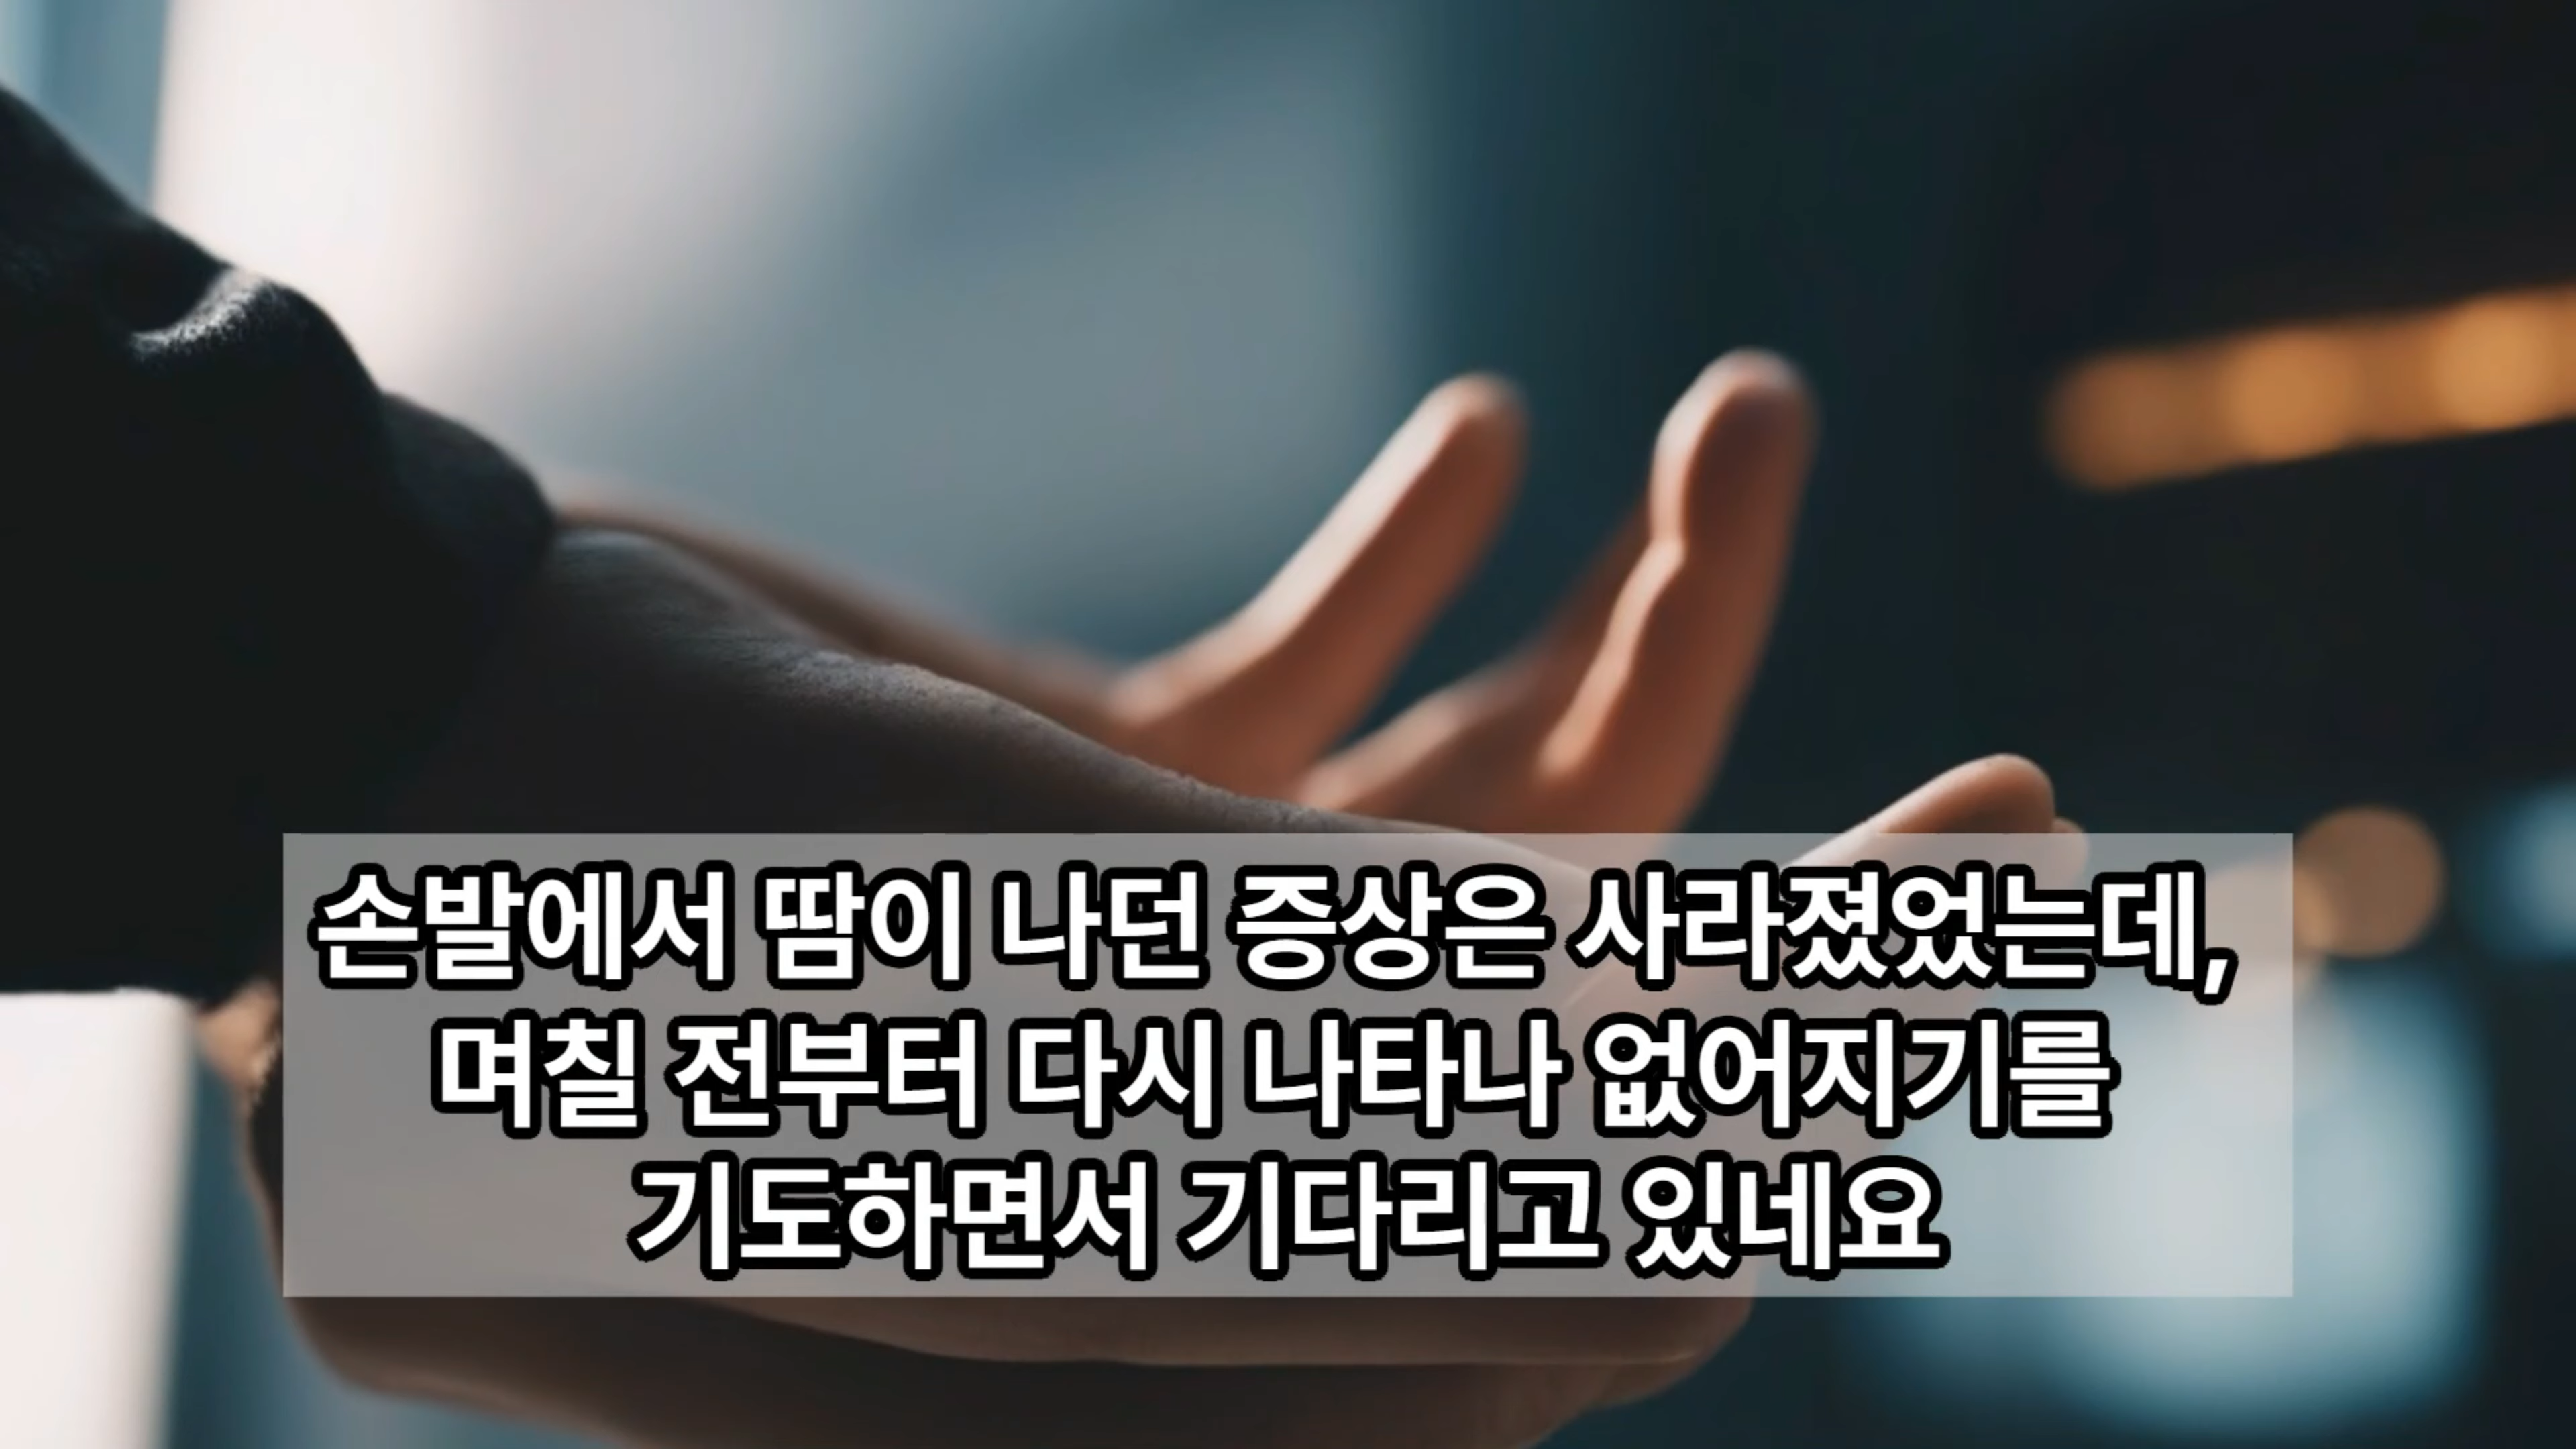 손발에서 땀이 나던 증상은 사라졌었는데,
며칠 전부터 다시 나타나 없어지기를
기도하면서 기다리고 있네요